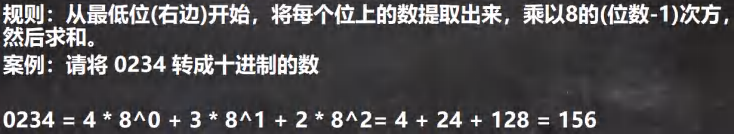 规则：从最低位(右边)开始，将每个位上的数提取出来，乘以8的(位数-1)次方，
然后求和。
案例：请将 0234 转成十进制的数
0234 = 4 * 8^0 + 3 * 8^1 + 2 * 8^2= 4 + 24 + 128 = 156